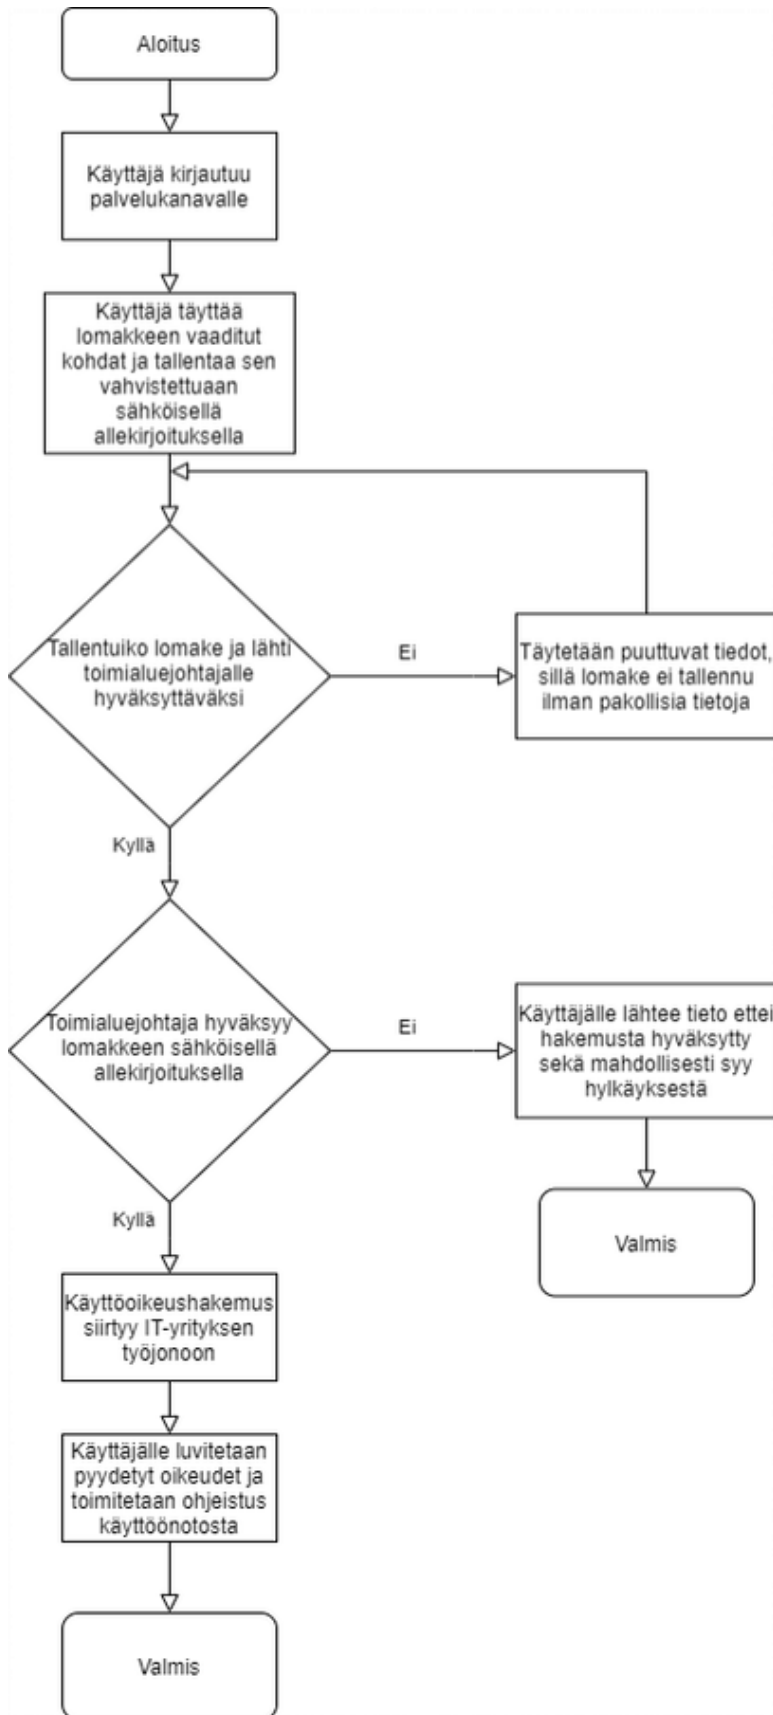 Aloitus
Käyttäjä kirjautuu
palvelukanavalle
Käyttäjä täyttää
lomakkeen vaaditut
kohdat ja tallentaa sen
vahvistettuaan
sähköisellä
allekirjoituksella
Tallentuiko lomake ja lähti
toimialuejohtajalle
hyväksyttäväksi
Ei
Täytetään puuttuvat tiedot,
sillä lomake ei tallennu
ilman pakollisia tietoja
Kyllä
Toimialuejohtaja hyväksyy
lomakkeen sähköisellä
allekirjoituksella
Ei
Käyttäjälle lähtee tieto ettei
hakemusta hyväksytty
sekä mahdollisesti syy
hylkäyksestä
Valmis
Kyllä
Käyttöoikeushakemus
siirtyy IT-yrityksen
työjonoon
Käyttäjälle luvitetaan
pyydetyt oikeudet ja
toimitetaan ohjeistus
käyttöönotosta
Valmis